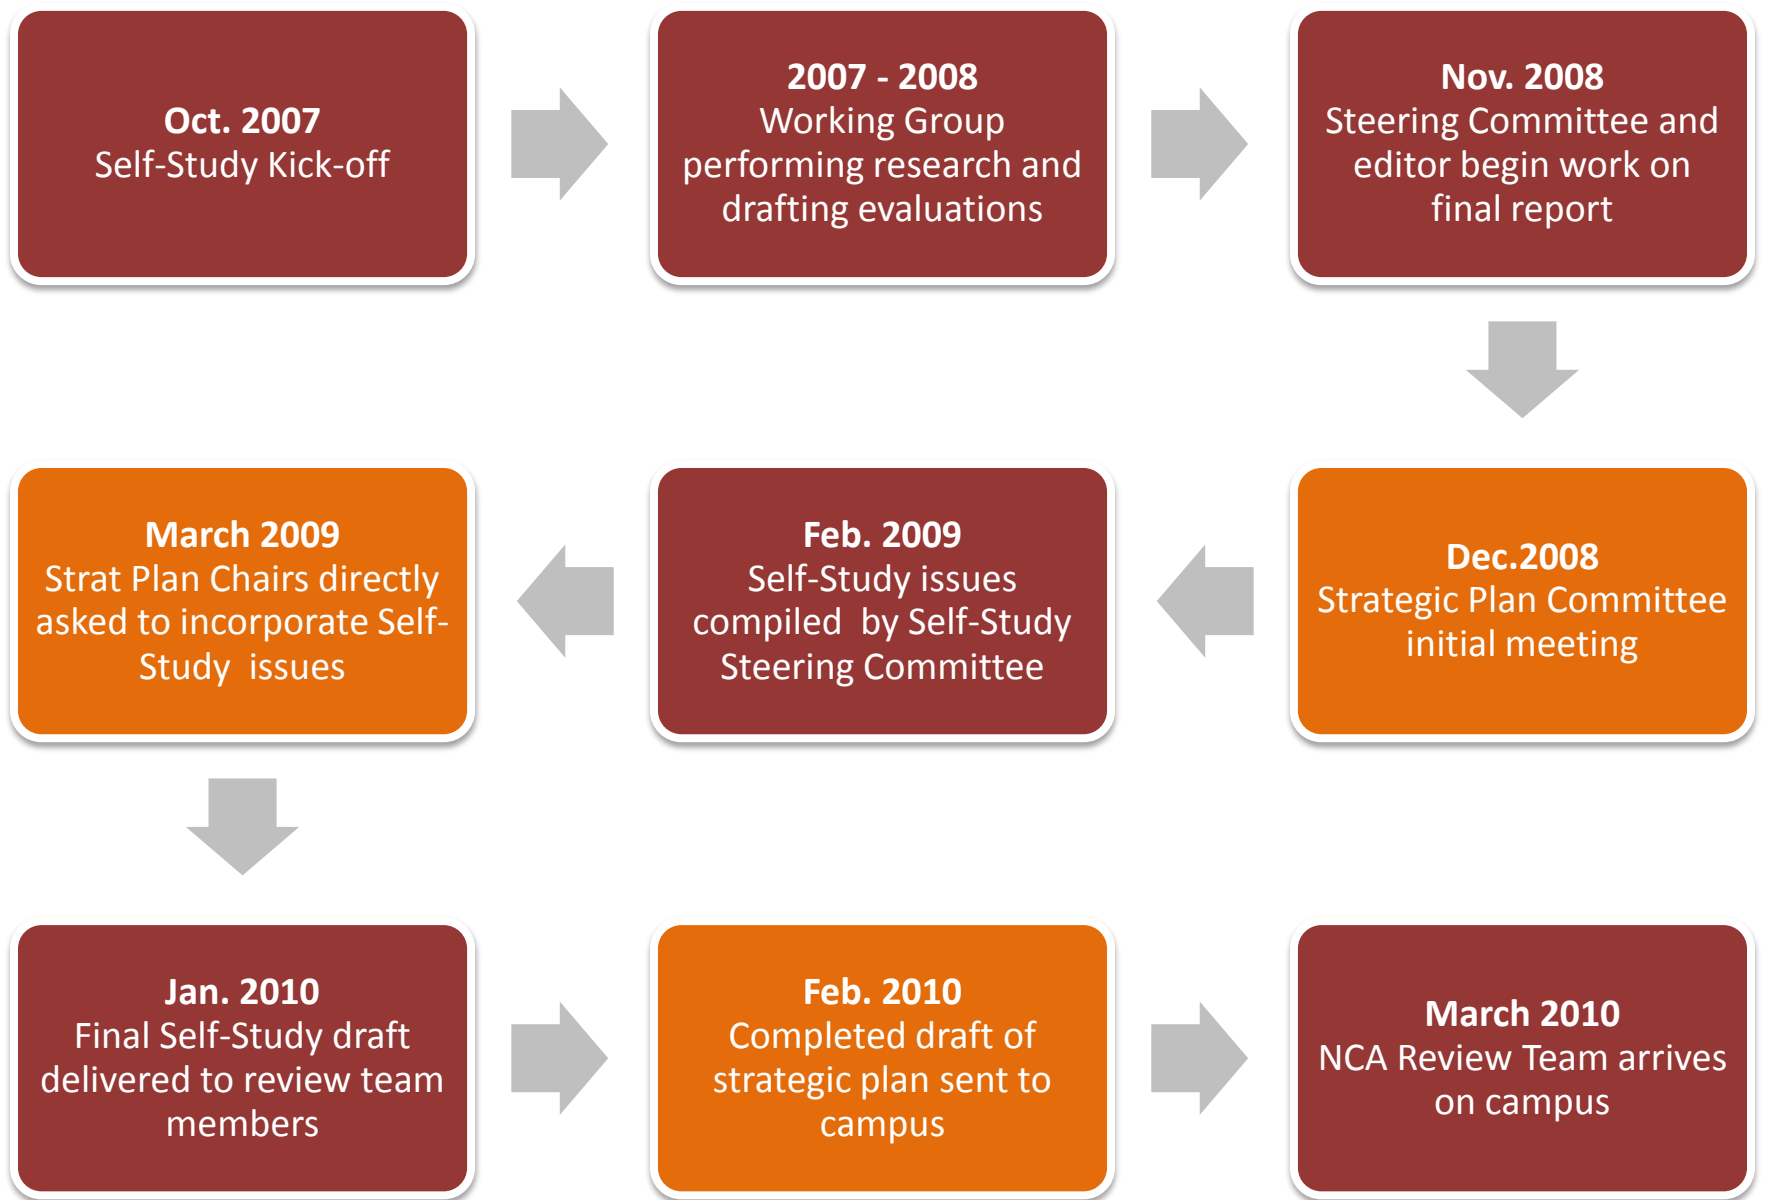 Oct. 2007
Self-Study Kick-off
2007 - 2008
Working Group
performing research and
drafting evaluations
Nov. 2008
Steering Committee and
editor begin work on
final report
Dec.2008
Strategic Plan Committee
initial meeting
Feb. 2009
Self-Study issues
compiled by Self-Study
Steering Committee
March 2009
Strat Plan Chairs directly
asked to incorporate Self-
Study issues
Jan. 2010
Final Self-Study draft
delivered to review team
members
Feb. 2010
Completed draft of
strategic plan sent to
campus
March 2010
NCA Review Team arrives
on campus